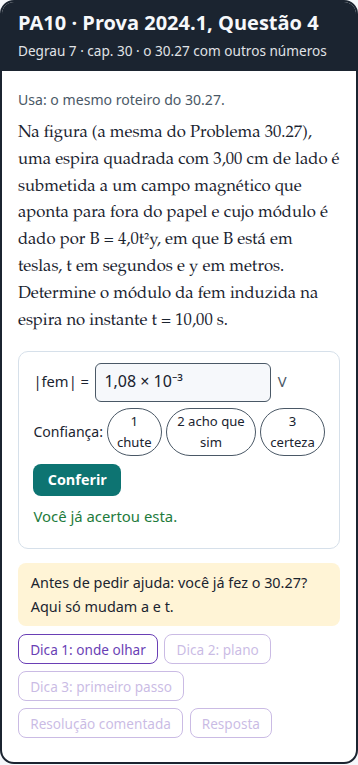 PA10 · Prova 2024.1, Questão 4
Degrau 7 · cap. 30 · o 30.27 com outros números
Usa: o mesmo roteiro do 30.27.
Na figura (a mesma do Problema 30.27),
uma espira quadrada com 3,00 cm de lado é
submetida a um campo magnético que
aponta para fora do papel e cujo módulo é
dado por B = 4,0t²y, em que B está em
teslas, t em segundos e y em metros.
Determine o módulo da fem induzida na
espira no instante t = 10,00 s.
|fem| = 1,08 × 10⁻³ V
Confiança: 1 chute 2 acho que sim 3 certeza
Conferir
Você já acertou esta.
Antes de pedir ajuda: você já fez o 30.27?
Aqui só mudam a e t.
Dica 1: onde olhar Dica 2: plano
Dica 3: primeiro passo
Resolução comentada Resposta